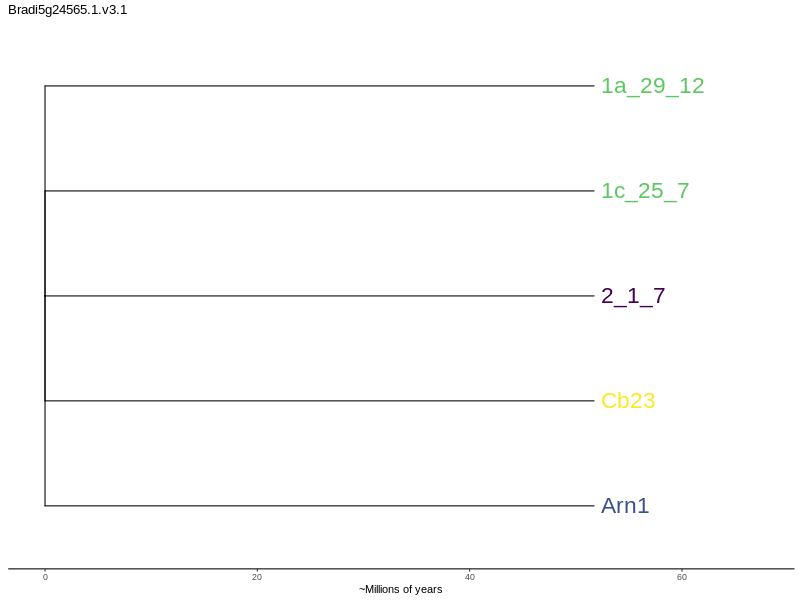 Bradi5g24565.1.v3.1
1a_29_12
1c_25_7
2_1_7
Cb23
Arn1
0 20 40 60
~Millions of years